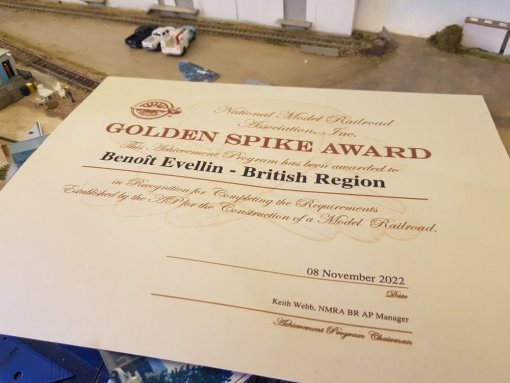 National Model Railroad
Association, Inc.
GOLDEN SPIKE AWARD
This Achievement Program has been awarded to
Benoît Evellin - British Region
in Recognition for Completing the Requirements
Established by the AP for the Construction of a Model Railroad.
08 November 2022
Date
Keith Webb, NMRA BR AP Manager
Achievement Program Chairman